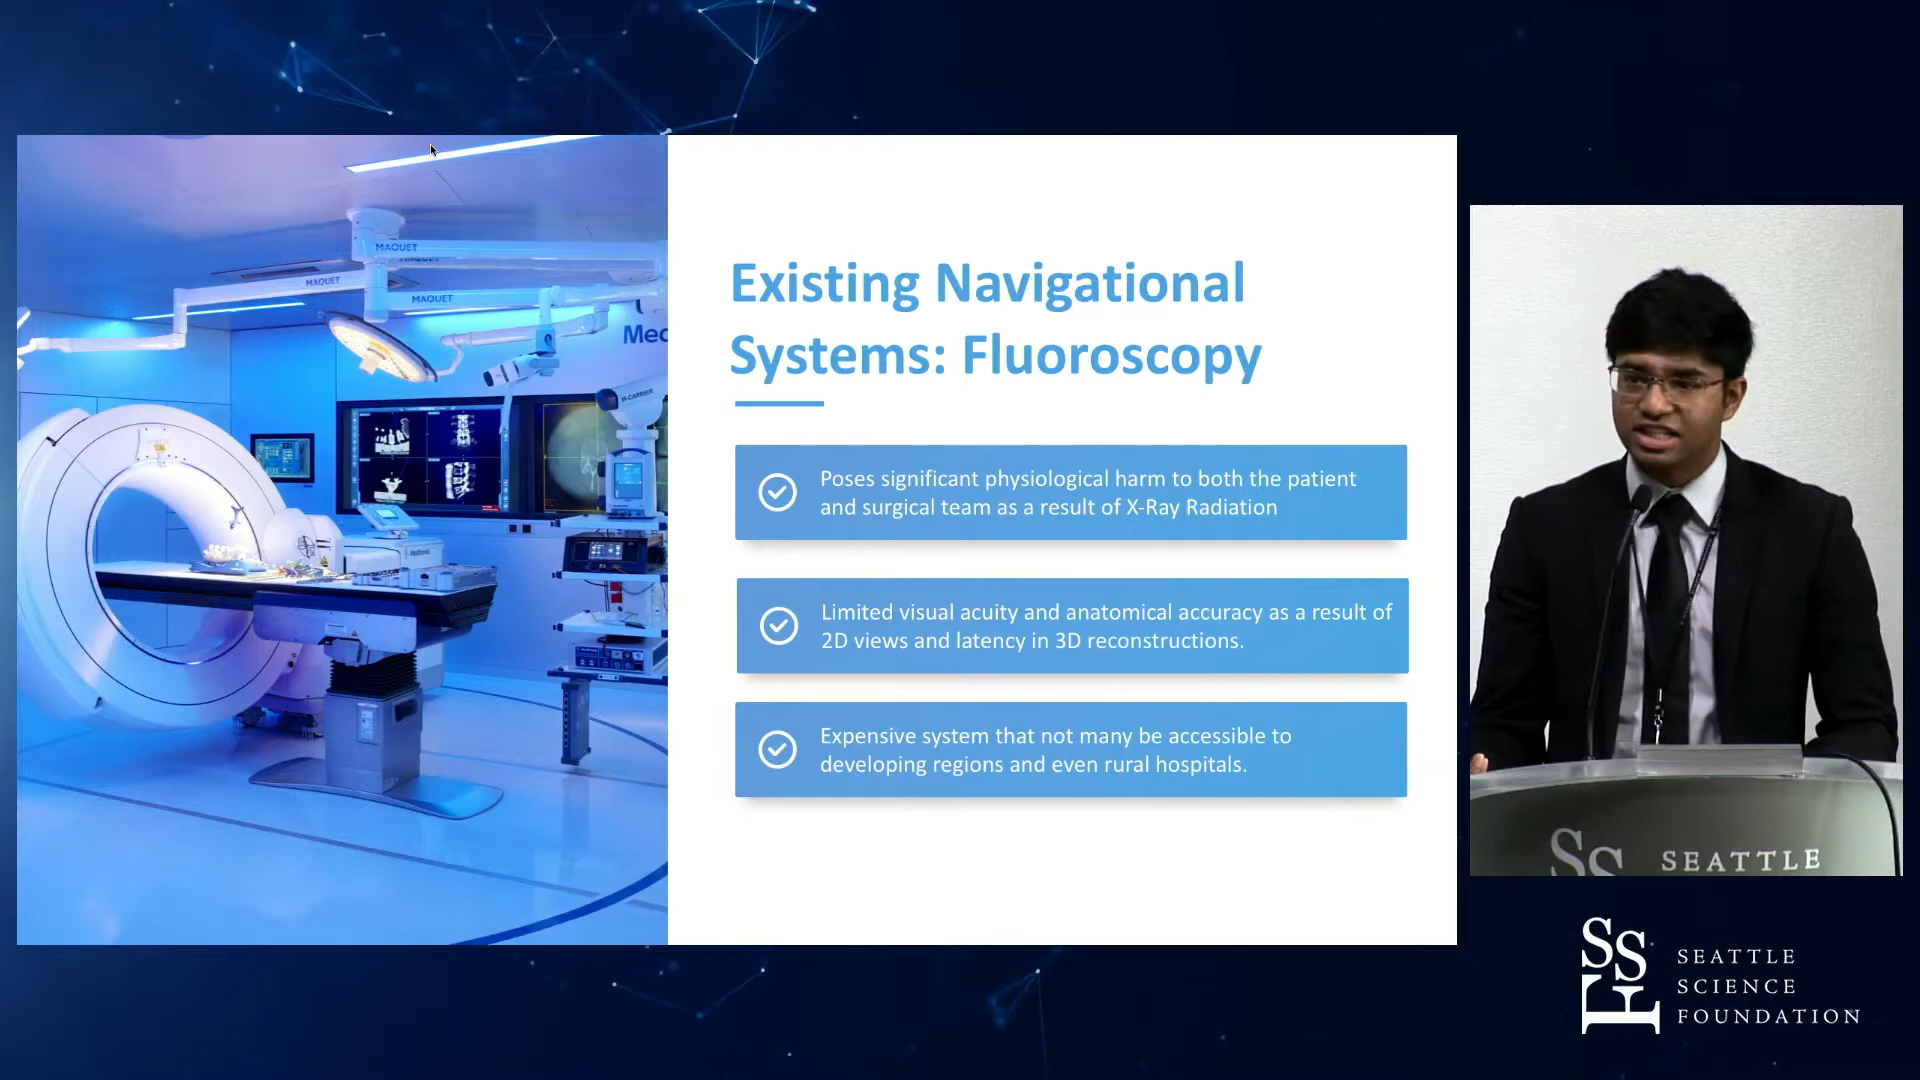 MAQUET
MAQUET
MAQUET
Med
M-CARRIER
Existing Navigational
Systems: Fluoroscopy
Poses significant physiological harm to both the patient
and surgical team as a result of X-Ray Radiation
Limited visual acuity and anatomical accuracy as a result of
2D views and latency in 3D reconstructions.
Expensive system that not many be accessible to
developing regions and even rural hospitals.
SEATTLE
SEATTLE
SCIENCE
FOUNDATION